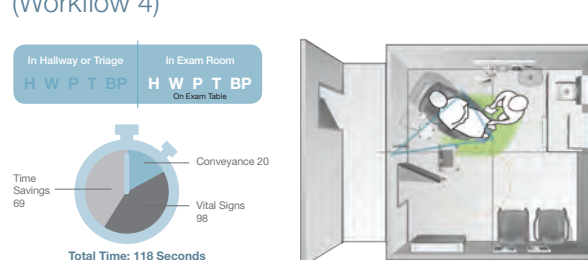 (Workflow 4)
In Hallway or Triage
H W P T BP
In Exam Room
H W P T BP
On Exam Table
Conveyance 20
Time
Savings
69
Vital Signs
98
Total Time: 118 Seconds